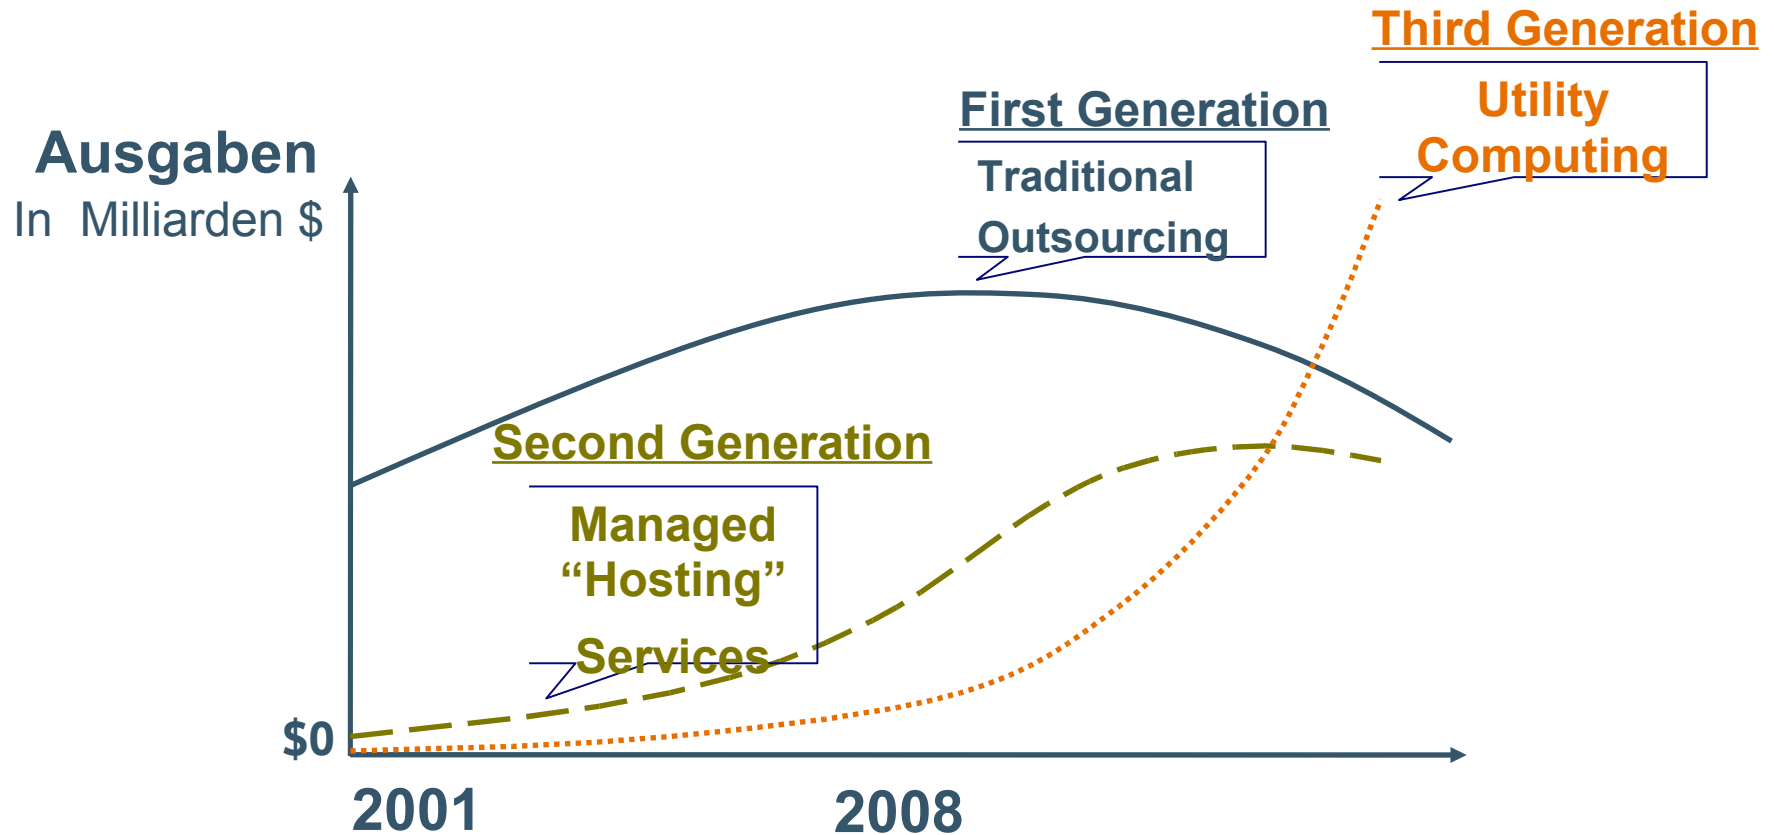 Third Generation
Utility
Computing
First Generation
Traditional
Outsourcing
Ausgaben
In Milliarden $
Second Generation
Managed
“Hosting”
Services
$0
2001
2008